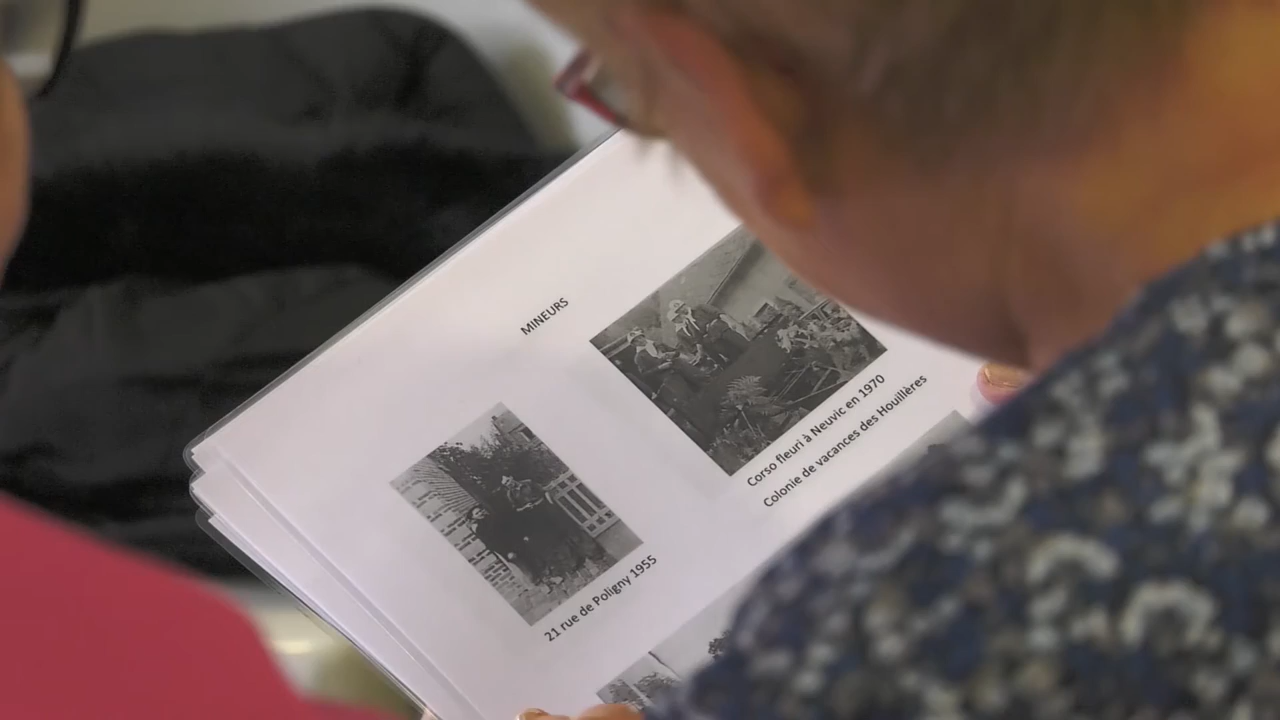 MINEURS
Corso fleuri à Neuvic en 1970
Colonie de vacances des Houillères
21 rue de Poligny 1955